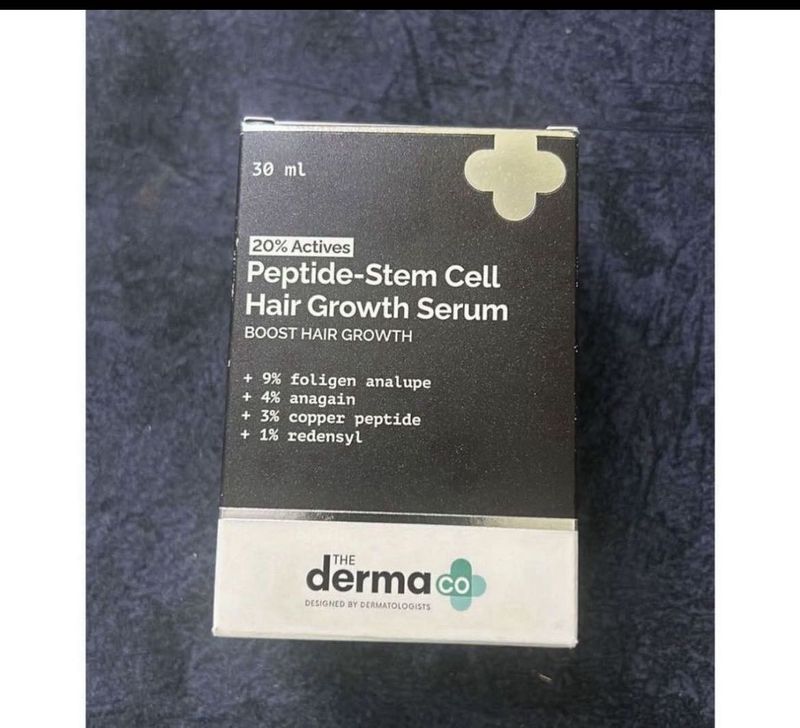 30 ml
20% Actives
Peptide-Stem Cell
Hair Growth Serum
BOOST HAIR GROWTH
+ 9% foligen analupe
+ 4% anagain
+ 3% copper peptide
+ 1% redensyl
THE
derma co
DESIGNED BY DERMATOLOGISTS